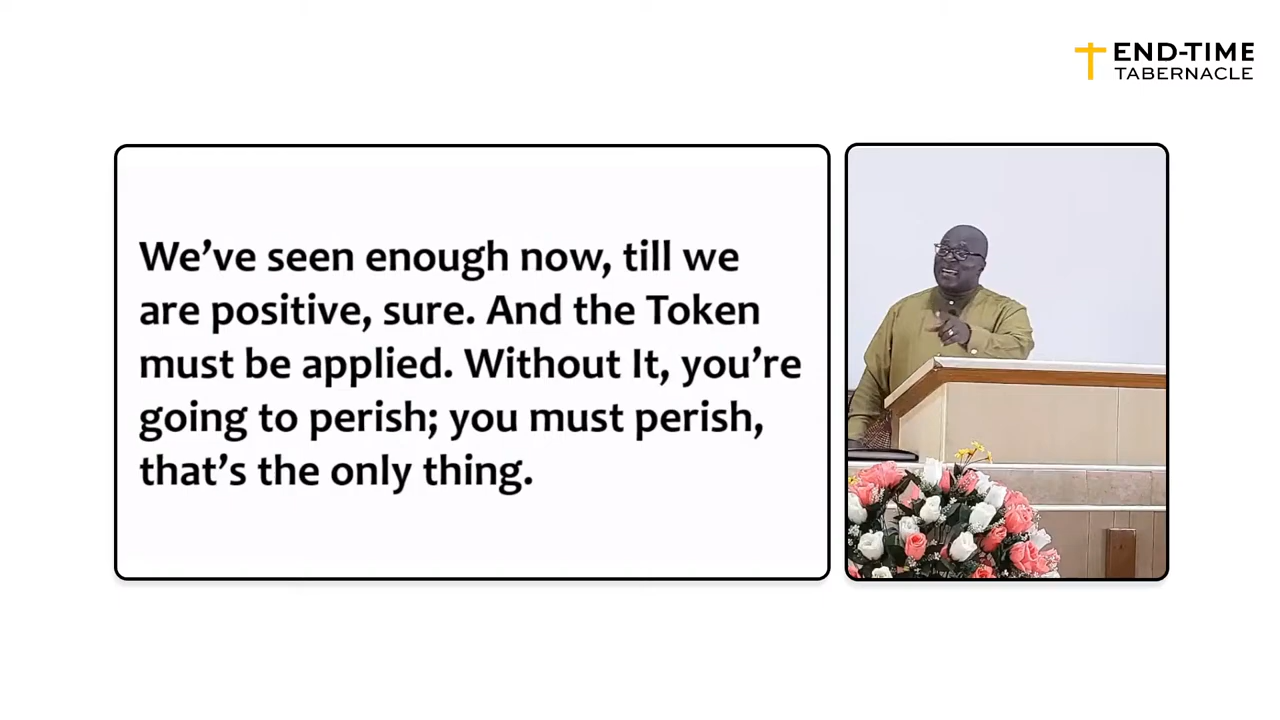 END-TIME
TABERNACLE
We’ve seen enough now, till we
are positive, sure. And the Token
must be applied. Without It, you’re
going to perish; you must perish,
that’s the only thing.